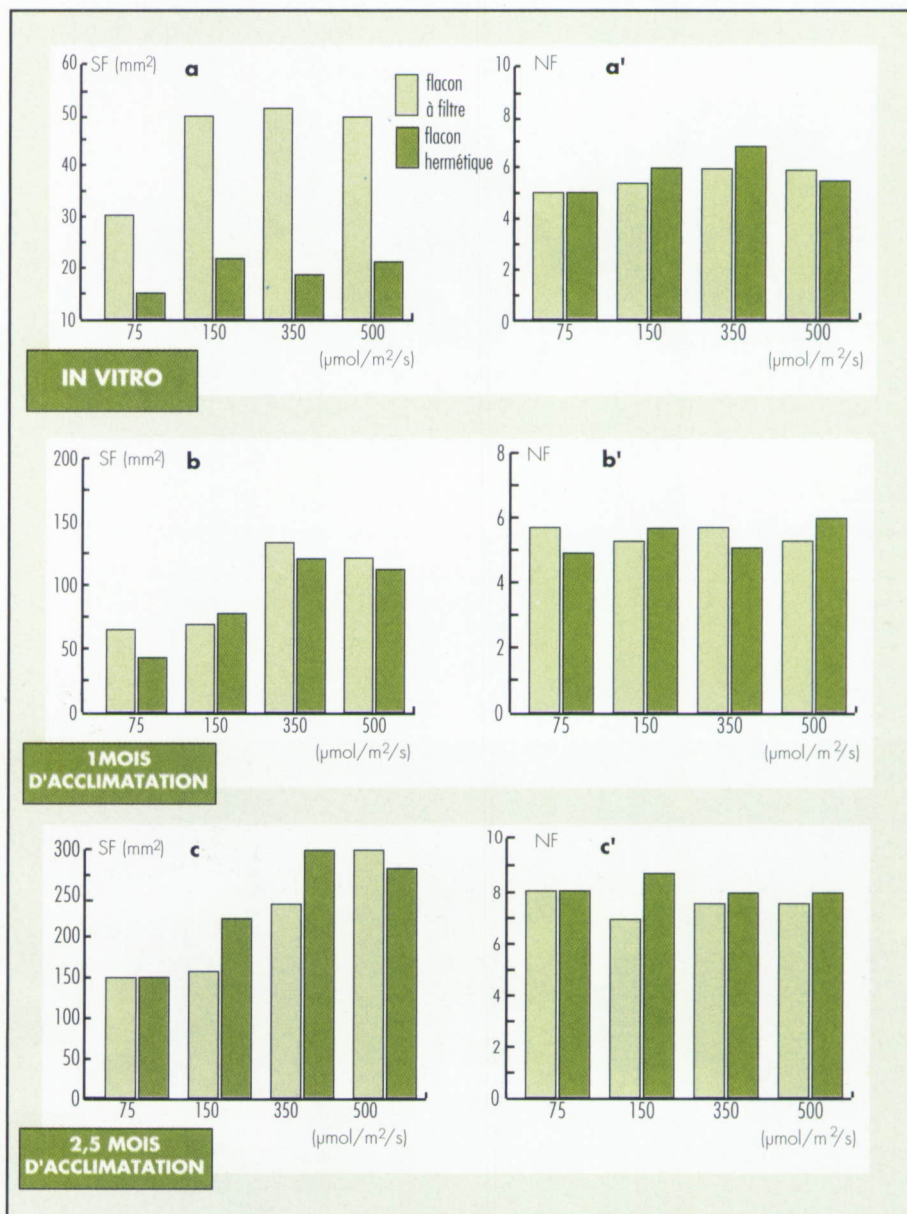 SF (mm²) a
60
50
40
30
20
10
75 150 350 500
(µmol/m²/s)
flacon
à filtre
flacon
hermétique
NF a'
10
8
6
4
2
0
75 150 350 500
(µmol/m²/s)
IN VITRO
SF (mm²) b
200
150
100
50
0
75 150 350 500
(µmol/m²/s)
NF b'
8
6
4
2
0
75 150 350 500
(µmol/m²/s)
1 MOIS
D'ACCLIMATATION
SF (mm²) c
300
250
200
150
100
50
0
75 150 350 500
(µmol/m²/s)
NF c'
10
8
6
4
2
0
75 150 350 500
(µmol/m²/s)
2,5 MOIS
D'ACCLIMATATION